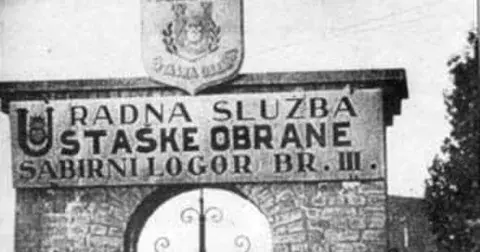 RADNA SLUŽBA
USTAŠKE OBRANE
SABIRNI LOGOR BR. III.